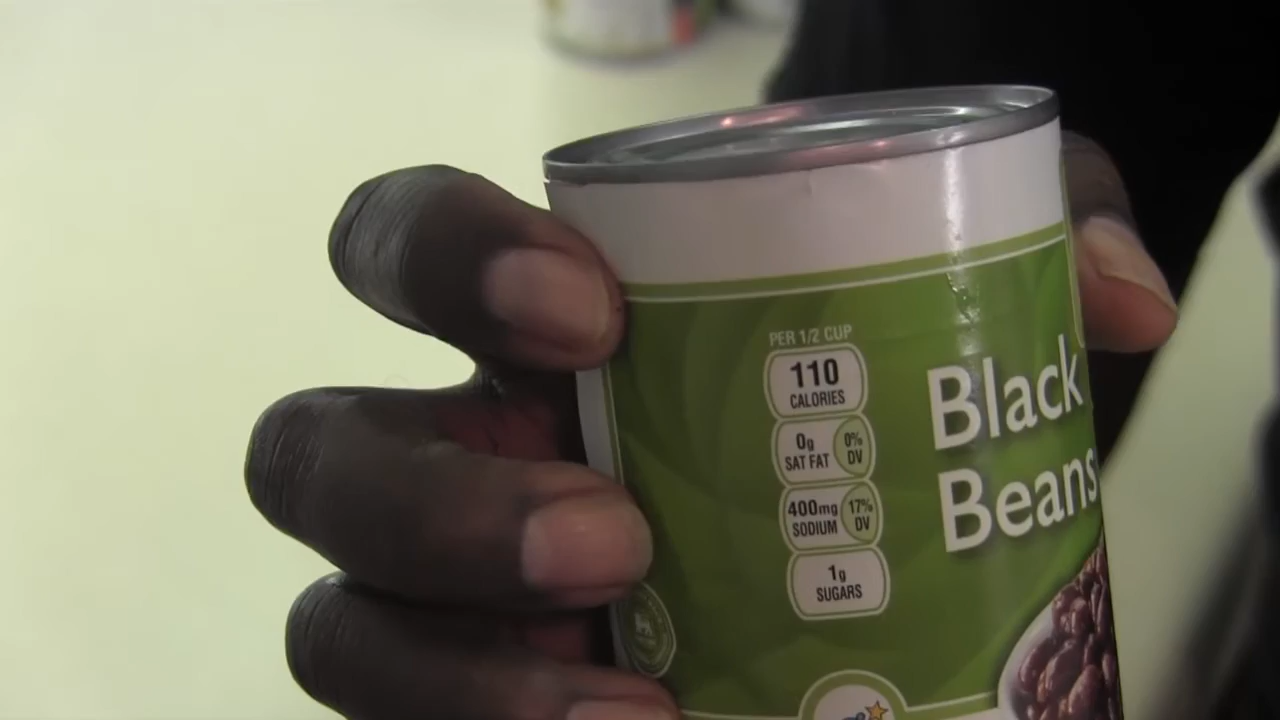 PER 1/2 CUP
110
CALORIES
0g
SAT FAT
0%
DV
400mg
SODIUM
17%
DV
1g
SUGARS
Black
Beans